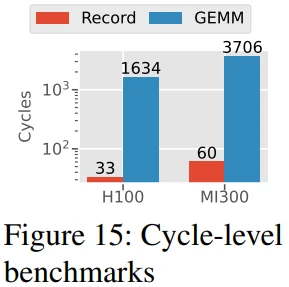 Record GEMM
3706
1634
10³
Cycles
10²
60
33
H100 MI300
Figure 15: Cycle-level
benchmarks